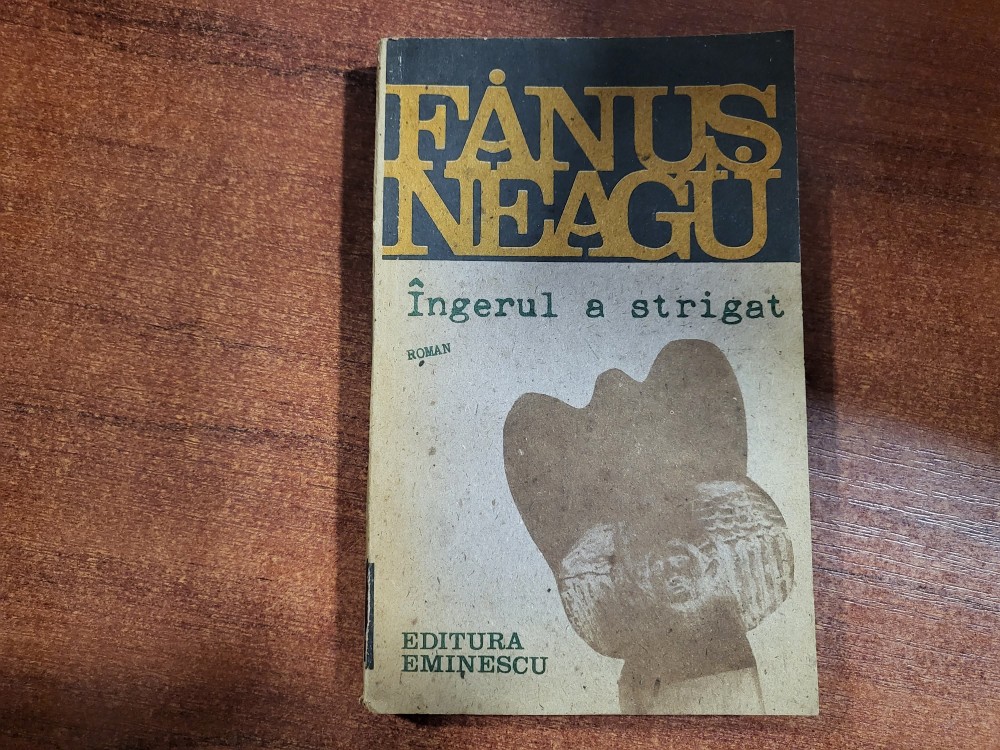 FĂNUȘ
NEAGU
Îngerul a strigat
ROMAN
EDITURA
EMINESCU